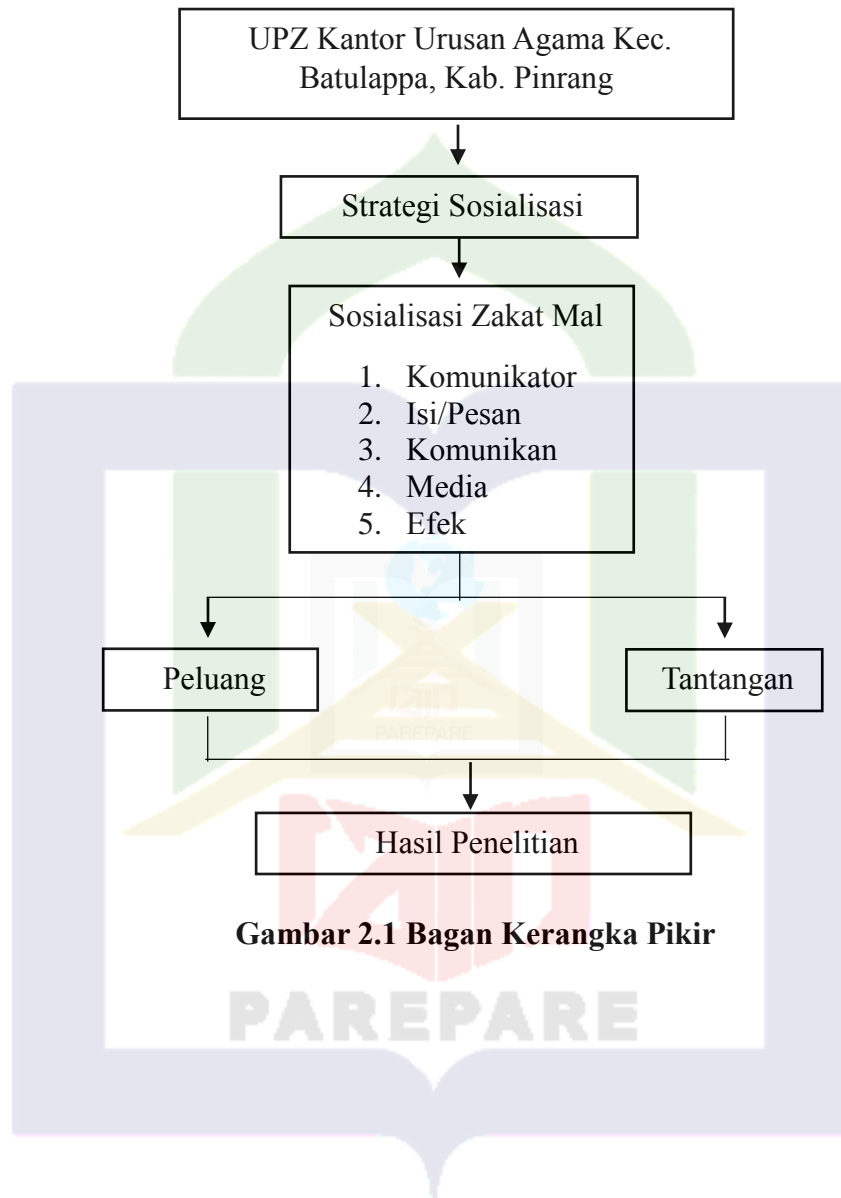 UPZ Kantor Urusan Agama Kec.
Batulappa, Kab. Pinrang
Strategi Sosialisasi
Sosialisasi Zakat Mal
1. Komunikator
2. Isi/Pesan
3. Komunikan
4. Media
5. Efek
Peluang
Tantangan
PAREPARE
Hasil Penelitian
Gambar 2.1 Bagan Kerangka Pikir
PAREPARE